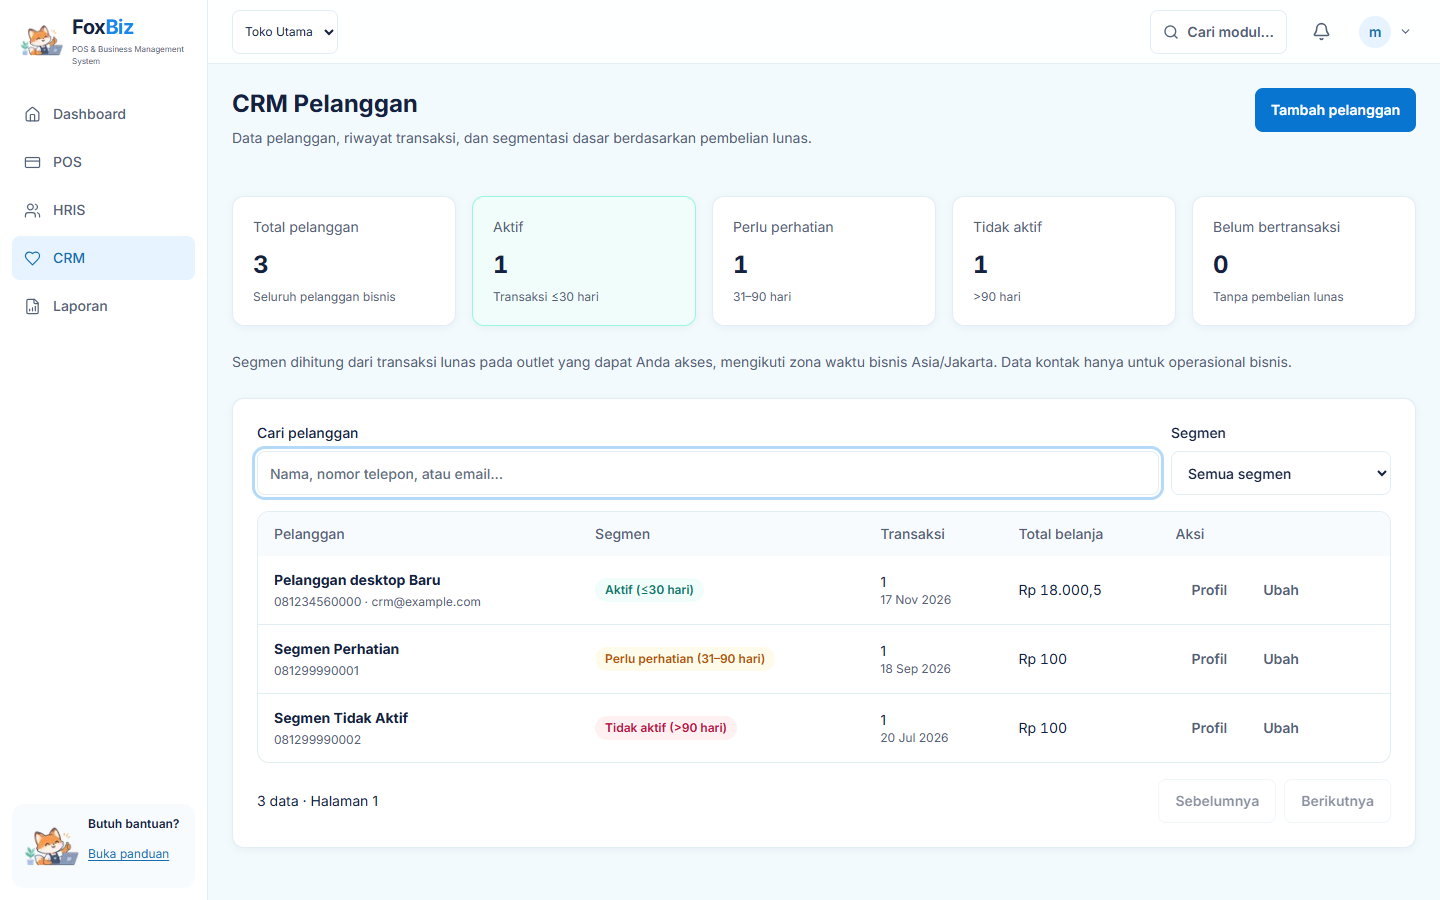 FoxBiz
POS & Business Management
System
Toko Utama
Cari modul...
m
Dashboard
POS
HRIS
CRM
Laporan
CRM Pelanggan
Data pelanggan, riwayat transaksi, dan segmentasi dasar berdasarkan pembelian lunas.
Tambah pelanggan
Total pelanggan
3
Seluruh pelanggan bisnis
Aktif
1
Transaksi ≤30 hari
Perlu perhatian
1
31–90 hari
Tidak aktif
1
>90 hari
Belum bertransaksi
0
Tanpa pembelian lunas
Segmen dihitung dari transaksi lunas pada outlet yang dapat Anda akses, mengikuti zona waktu bisnis Asia/Jakarta. Data kontak hanya untuk operasional bisnis.
Cari pelanggan
Nama, nomor telepon, atau email...
Segmen
Semua segmen
Pelanggan Segmen Transaksi Total belanja Aksi
Pelanggan desktop Baru
081234560000 · crm@example.com
Aktif (≤30 hari)
1
17 Nov 2026
Rp 18.000,5
Profil Ubah
Segmen Perhatian
081299990001
Perlu perhatian (31–90 hari)
1
18 Sep 2026
Rp 100
Profil Ubah
Segmen Tidak Aktif
081299990002
Tidak aktif (>90 hari)
1
20 Jul 2026
Rp 100
Profil Ubah
3 data · Halaman 1
Sebelumnya Berikutnya
Butuh bantuan?
Buka panduan